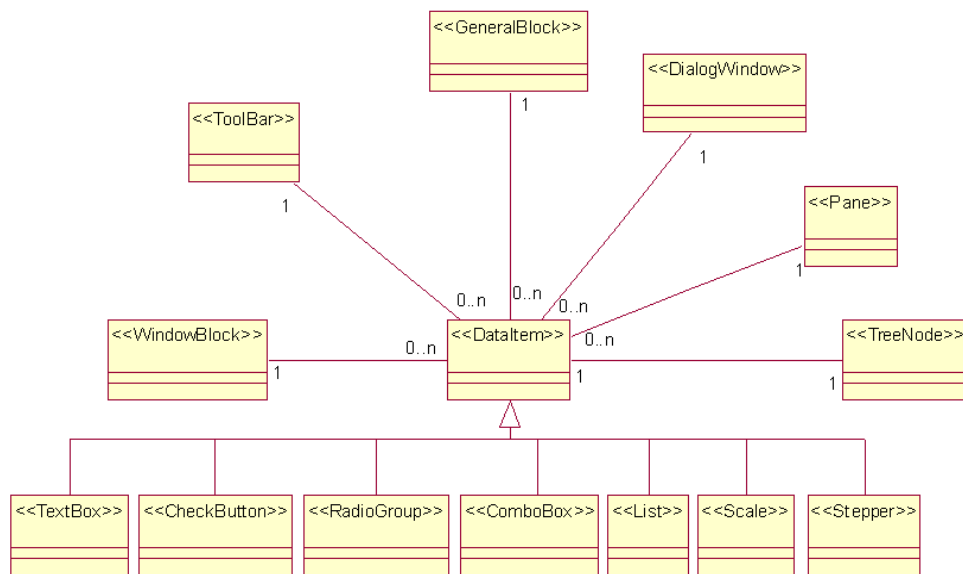 <<GeneralBlock>>
<<DialogWindow>>
1
<<ToolBar>>
1
1
<<Pane>>
1
0..n
0..n
0..n
<<WindowBlock>>
0..n
<<DataItem>>
0..n
<<TreeNode>>
1
1
1
<<TextBox>>
<<CheckButton>>
<<RadioGroup>>
<<ComboBox>>
<<List>>
<<Scale>>
<<Stepper>>